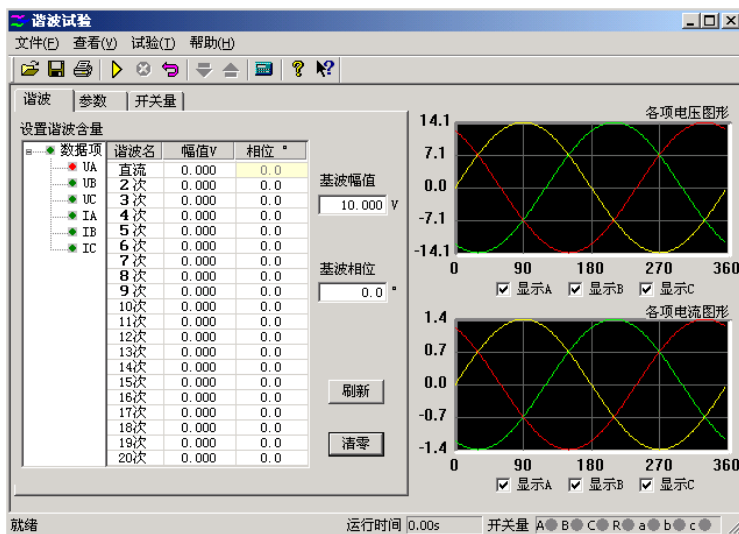 谐波试验
文件(F) 查看(V) 试验(T) 帮助(H)
谐波 参数 开关量
设置谐波含量
数据项
UA
UB
UC
IA
IB
IC
谐波名 幅值V 相位 °
直流 0.000 0.0
2次 0.000 0.0
3次 0.000 0.0
4次 0.000 0.0
5次 0.000 0.0
6次 0.000 0.0
7次 0.000 0.0
8次 0.000 0.0
9次 0.000 0.0
10次 0.000 0.0
11次 0.000 0.0
12次 0.000 0.0
13次 0.000 0.0
14次 0.000 0.0
15次 0.000 0.0
16次 0.000 0.0
17次 0.000 0.0
18次 0.000 0.0
19次 0.000 0.0
20次 0.000 0.0
基波幅值
10.000 V
基波相位
0.0 °
刷新
清零
各项电压图形
14.1
7.1
0.0
-7.1
-14.1
0 90 180 270 360
显示A 显示B 显示C
各项电流图形
1.4
0.7
0.0
-0.7
-1.4
0 90 180 270 360
显示A 显示B 显示C
就绪 运行时间 0.00s 开关量 A B C R a b c